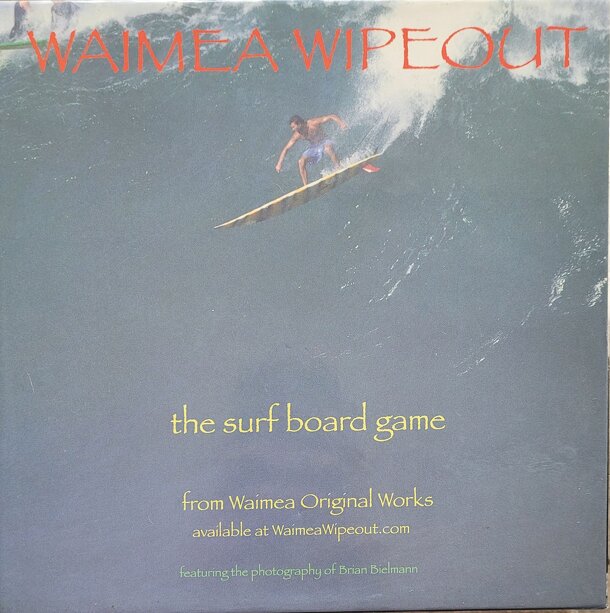 WAIMEA WIPEOUT
the surf board game
from Waimea Original Works
available at WaimeaWipeout.com
featuring the photography of Brian Bielmann